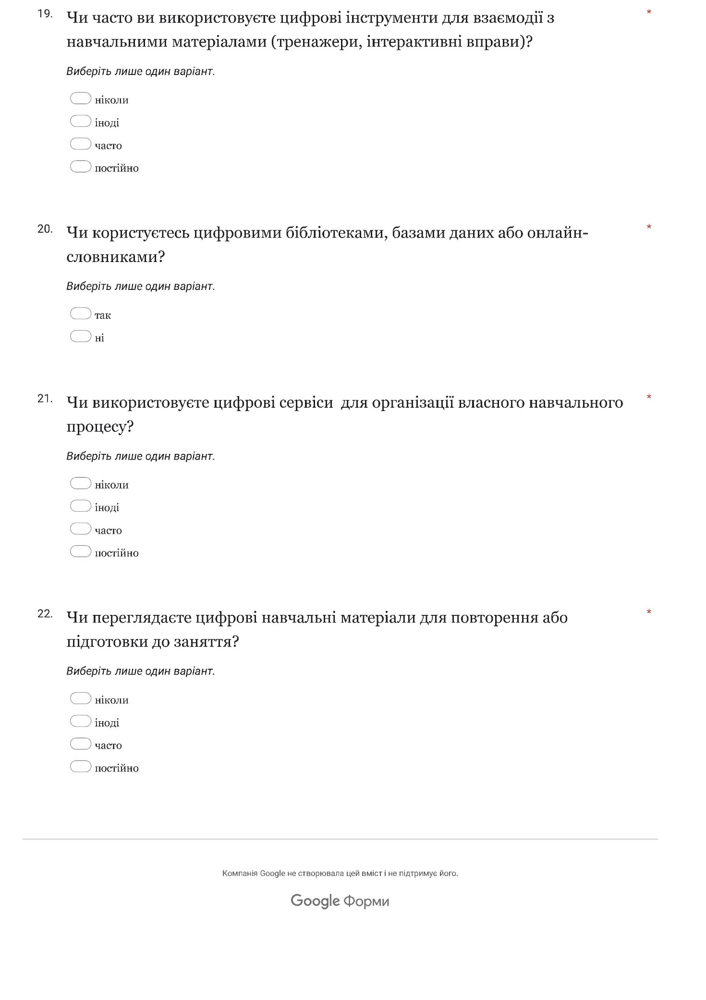 19. Чи часто ви використовуєте цифрові інструменти для взаємодії з *
навчальними матеріалами (тренажери, інтерактивні вправи)?
Виберіть лише один варіант.
ніколи
іноді
часто
постійно
20. Чи користуєтесь цифровими бібліотеками, базами даних або онлайн- *
словниками?
Виберіть лише один варіант.
так
ні
21. Чи використовуєте цифрові сервіси для організації власного навчального *
процесу?
Виберіть лише один варіант.
ніколи
іноді
часто
постійно
22. Чи переглядаєте цифрові навчальні матеріали для повторення або *
підготовки до заняття?
Виберіть лише один варіант.
ніколи
іноді
часто
постійно
Компанія Google не створювала цей вміст і не підтримує його.
Google Форми